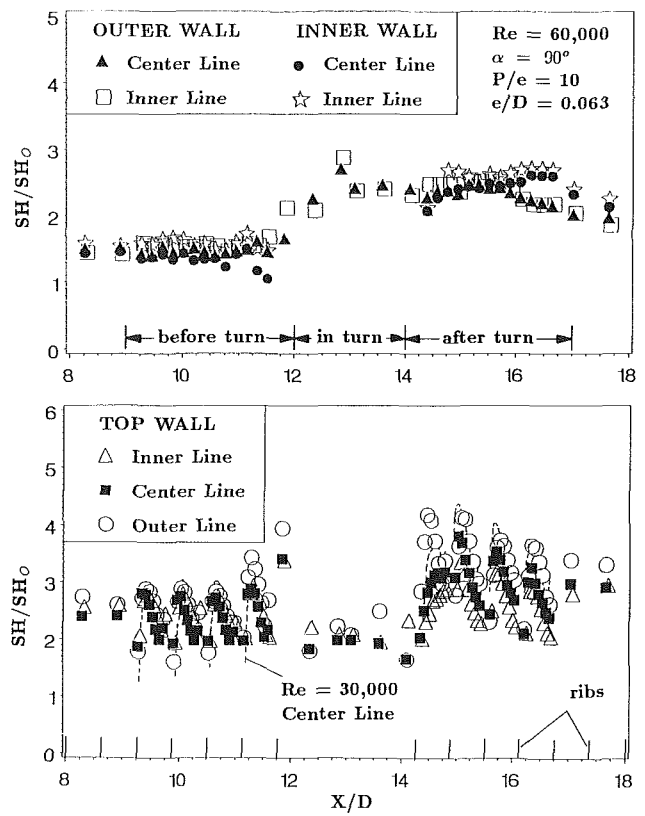 5
4
3
2
1
0
SH/SH_O
OUTER WALL INNER WALL
▲ Center Line ● Center Line
□ Inner Line ☆ Inner Line
Re = 60,000
α = 90°
P/e = 10
e/D = 0.063
before turn in turn after turn
8 10 12 14 16 18
6
5
4
3
2
1
0
SH/SH_O
TOP WALL
△ Inner Line
■ Center Line
○ Outer Line
Re = 30,000
Center Line
ribs
8 10 12 14 16 18
X/D